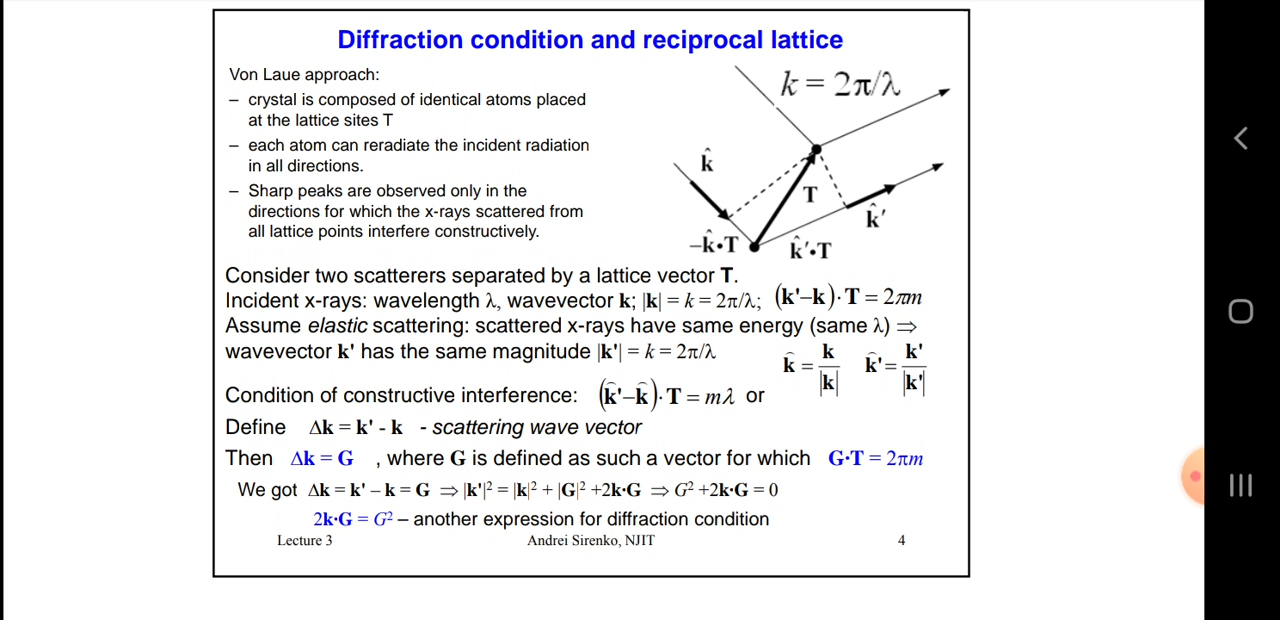 Diffraction condition and reciprocal lattice
Von Laue approach:
– crystal is composed of identical atoms placed
at the lattice sites T
– each atom can reradiate the incident radiation
in all directions.
– Sharp peaks are observed only in the
directions for which the x-rays scattered from
all lattice points interfere constructively.
k = 2π/λ
k̂
T
k̂′
–k̂•T
k̂′•T
Consider two scatterers separated by a lattice vector T.
Incident x-rays: wavelength λ, wavevector k; |k| = k = 2π/λ; (k'–k)·T = 2πm
Assume elastic scattering: scattered x-rays have same energy (same λ) ⇒
wavevector k' has the same magnitude |k'| = k = 2π/λ
k̂ = k/|k| k̂' = k'/|k'|
Condition of constructive interference: (k̂'–k̂)·T = mλ or
Define Δk = k' - k - scattering wave vector
Then Δk = G , where G is defined as such a vector for which G·T = 2πm
We got Δk = k' – k = G ⇒ |k'|² = |k|² + |G|² +2k·G ⇒ G² +2k·G = 0
2k·G = G² – another expression for diffraction condition
Lecture 3 Andrei Sirenko, NJIT 4